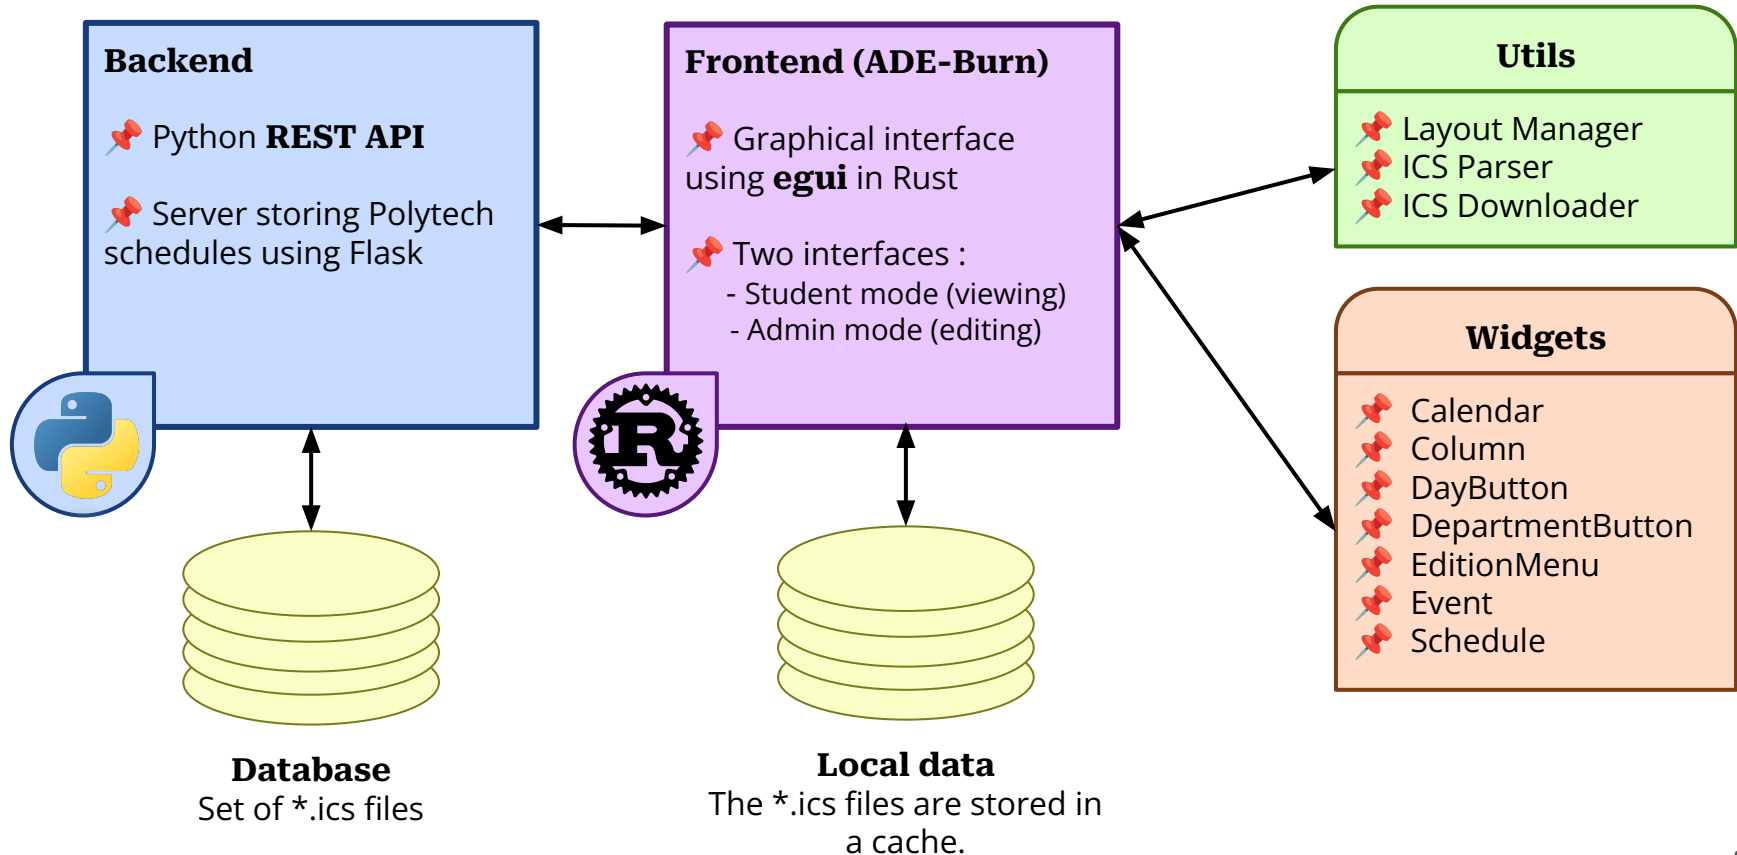 Backend
Python REST API
Server storing Polytech
schedules using Flask
Frontend (ADE-Burn)
Graphical interface
using egui in Rust
Two interfaces :
- Student mode (viewing)
- Admin mode (editing)
Utils
Layout Manager
ICS Parser
ICS Downloader
Widgets
Calendar
Column
DayButton
DepartmentButton
EditionMenu
Event
Schedule
R
Database
Set of *.ics files
Local data
The *.ics files are stored in
a cache.